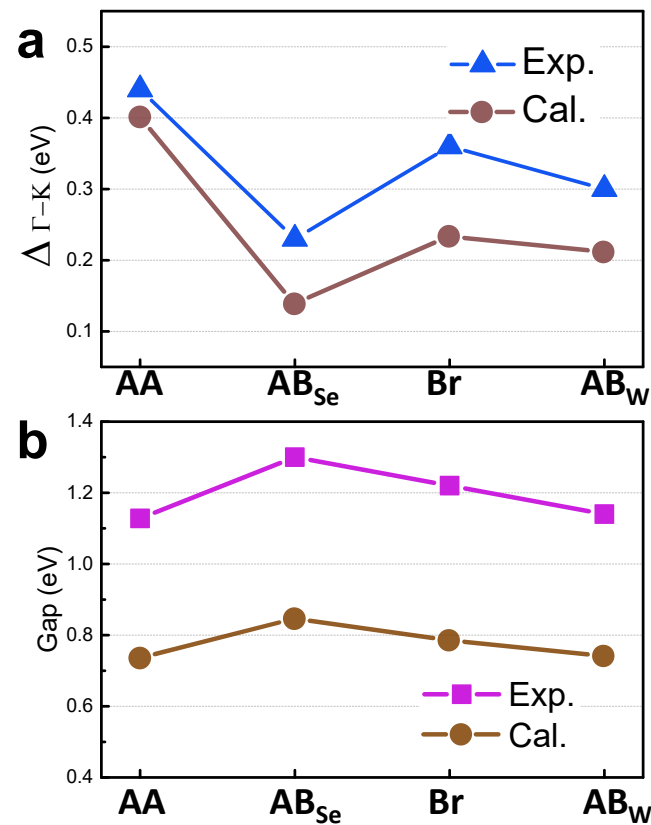 a
0.5
0.4
0.3
0.2
0.1
Δ Γ−K (eV)
Exp.
Cal.
AA ABSe Br ABW
b
1.4
1.2
1.0
0.8
0.6
0.4
Gap (eV)
Exp.
Cal.
AA ABSe Br ABW